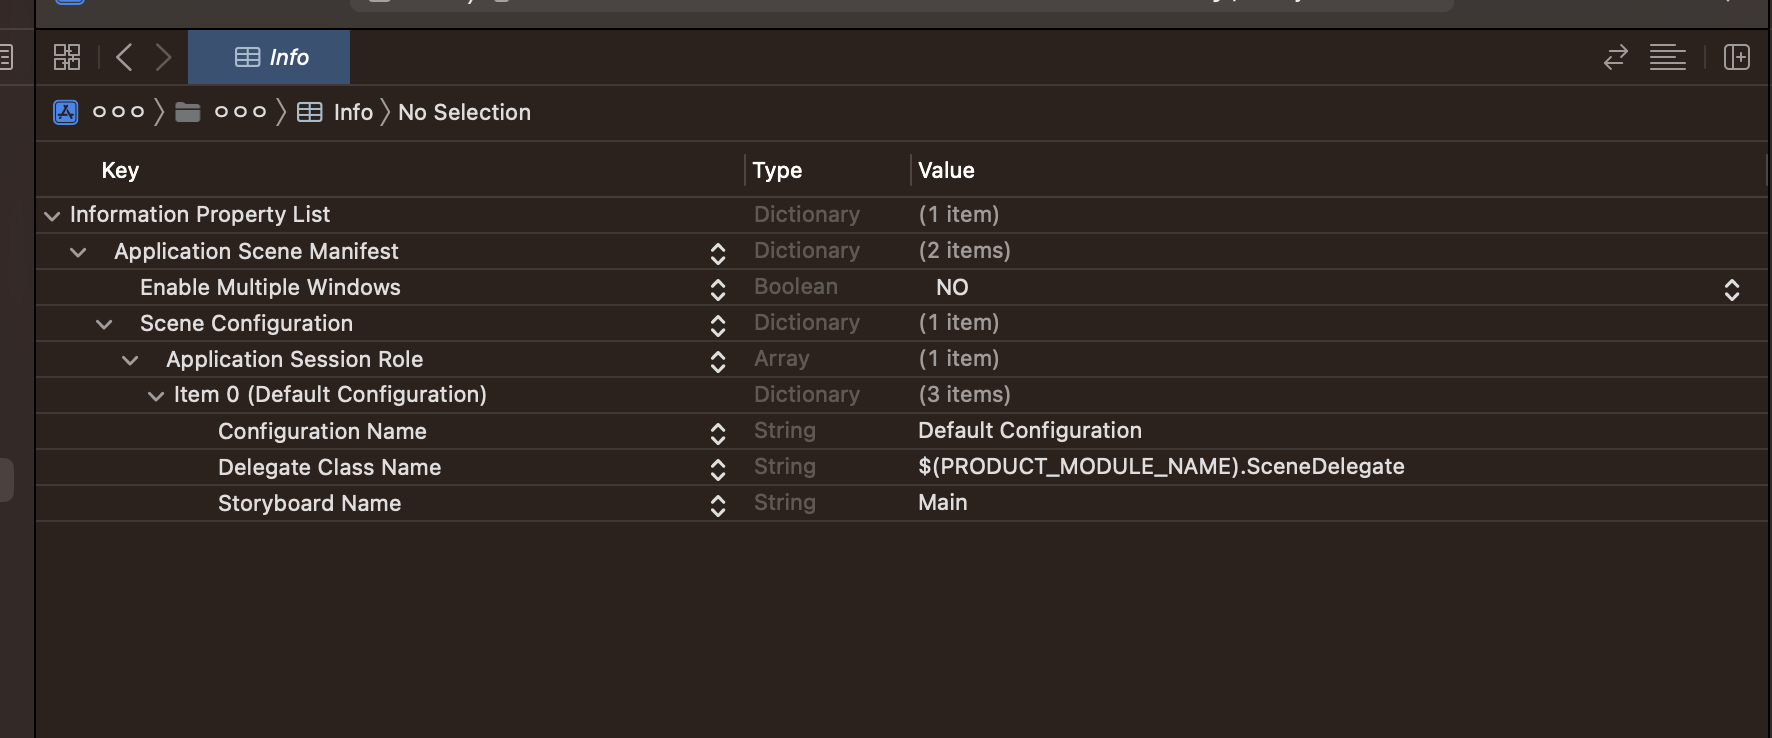 Info
Info No Selection
Key Type Value
Information Property List Dictionary (1 item)
Application Scene Manifest Dictionary (2 items)
Enable Multiple Windows Boolean NO
Scene Configuration Dictionary (1 item)
Application Session Role Array (1 item)
Item 0 (Default Configuration) Dictionary (3 items)
Configuration Name String Default Configuration
Delegate Class Name String $(PRODUCT_MODULE_NAME).SceneDelegate
Storyboard Name String Main